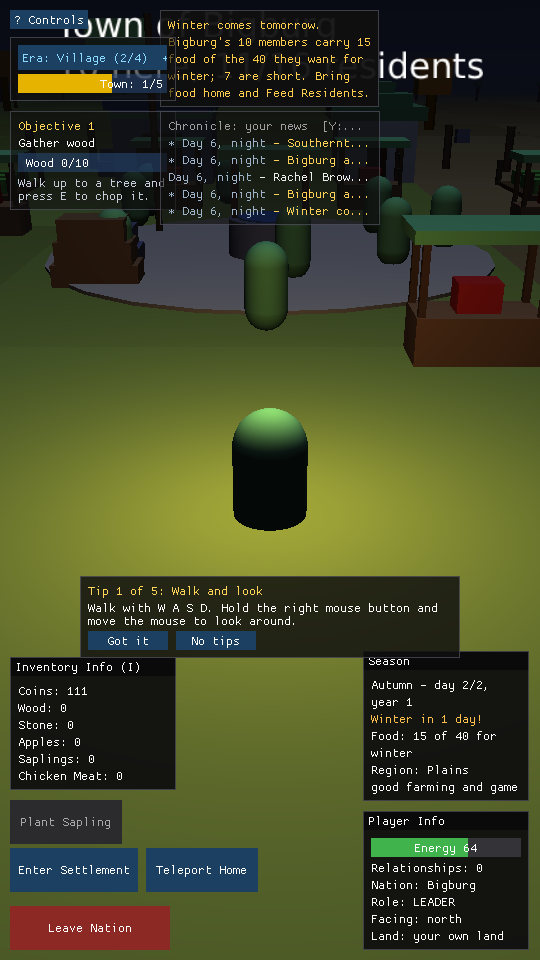 ? Controls
Town of Bigburg
residents
Era: Village (2/4)
Town: 1/5
Winter comes tomorrow.
Bigburg's 10 members carry 15
food of the 40 they want for
winter; 7 are short. Bring
food home and Feed Residents.
Objective 1
Gather wood
Wood 0/10
Walk up to a tree and
press E to chop it.
Chronicle: your news [Y:...
* Day 6, night – Southernt...
* Day 6, night – Bigburg a...
Day 6, night – Rachel Brow...
* Day 6, night – Bigburg a...
* Day 6, night – Winter co...
Tip 1 of 5: Walk and look
Walk with W A S D. Hold the right mouse button and
move the mouse to look around.
Got it
No tips
Inventory Info (I)
Coins: 111
Wood: 0
Stone: 0
Apples: 0
Saplings: 0
Chicken Meat: 0
Plant Sapling
Enter Settlement
Teleport Home
Leave Nation
Season
Autumn – day 2/2,
year 1
Winter in 1 day!
Food: 15 of 40 for
winter
Region: Plains
good farming and game
Player Info
Energy 64
Relationships: 0
Nation: Bigburg
Role: LEADER
Facing: north
Land: your own land